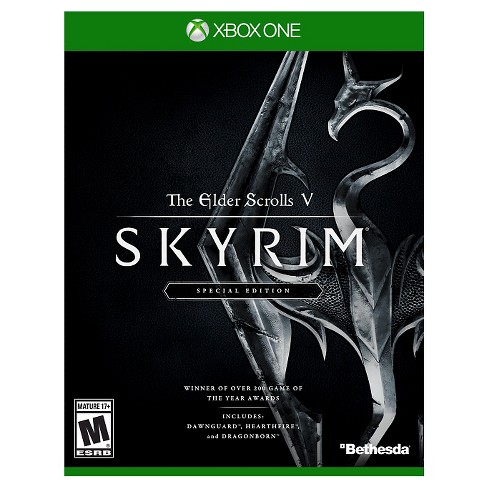 XBOX ONE
The Elder Scrolls V
SKYRIM®
SPECIAL EDITION
WINNER OF OVER 200 GAME OF
THE YEAR AWARDS
INCLUDES:
DAWNGUARD®, HEARTHFIRE®,
and DRAGONBORN®
MATURE 17+
M
ESRB
Bethesda®